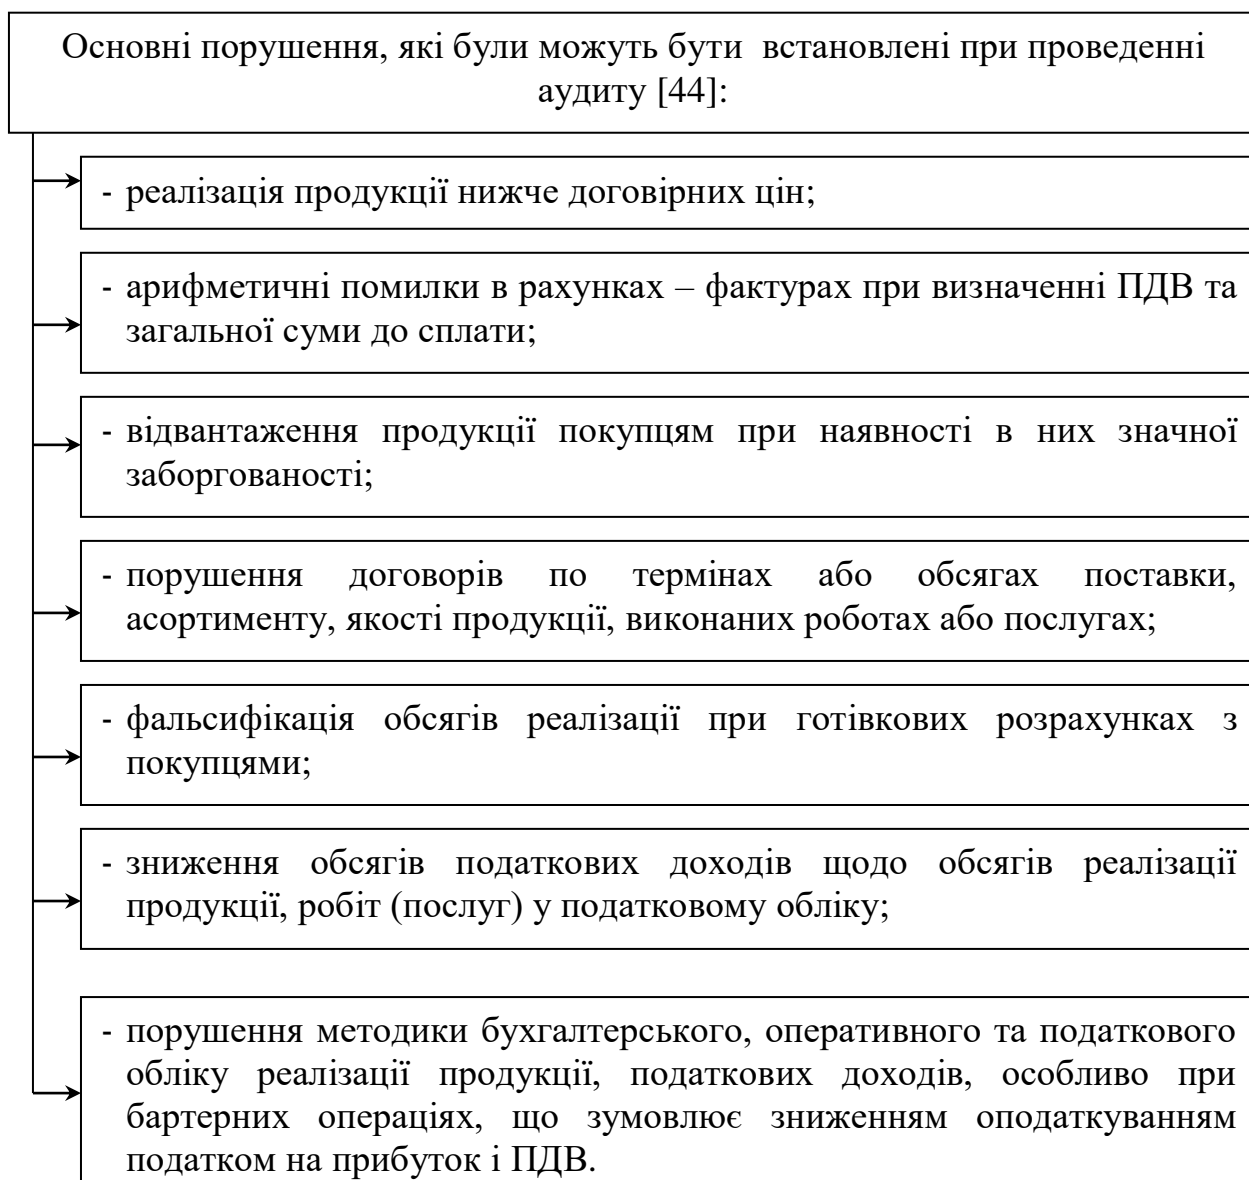 Основні порушення, які були можуть бути встановлені при проведенні
аудиту [44]:
- реалізація продукції нижче договірних цін;
- арифметичні помилки в рахунках – фактурах при визначенні ПДВ та
загальної суми до сплати;
- відвантаження продукції покупцям при наявності в них значної
заборгованості;
- порушення договорів по термінах або обсягах поставки,
асортименту, якості продукції, виконаних роботах або послугах;
- фальсифікація обсягів реалізації при готівкових розрахунках з
покупцями;
- зниження обсягів податкових доходів щодо обсягів реалізації
продукції, робіт (послуг) у податковому обліку;
- порушення методики бухгалтерського, оперативного та податкового
обліку реалізації продукції, податкових доходів, особливо при
бартерних операціях, що зумовлює зниженням оподаткуванням
податком на прибуток і ПДВ.